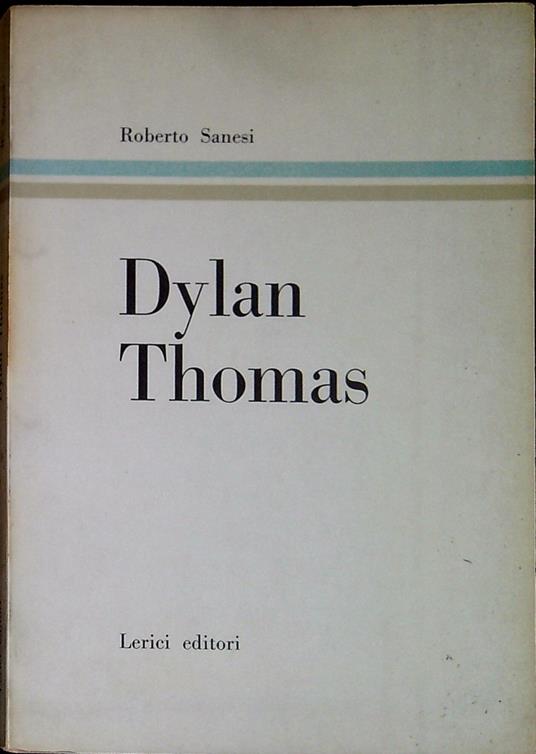 Roberto Sanesi
Dylan
Thomas
Lerici editori